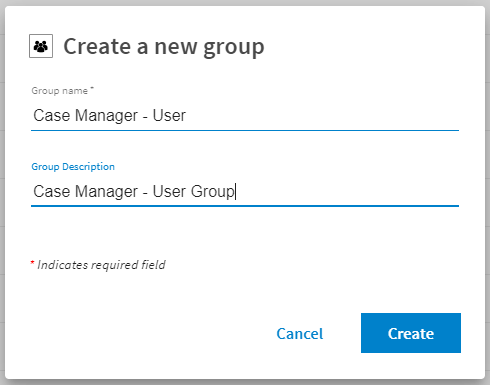 Create a new group
Group name *
Case Manager - User
Group Description
Case Manager - User Group
* Indicates required field
Cancel
Create